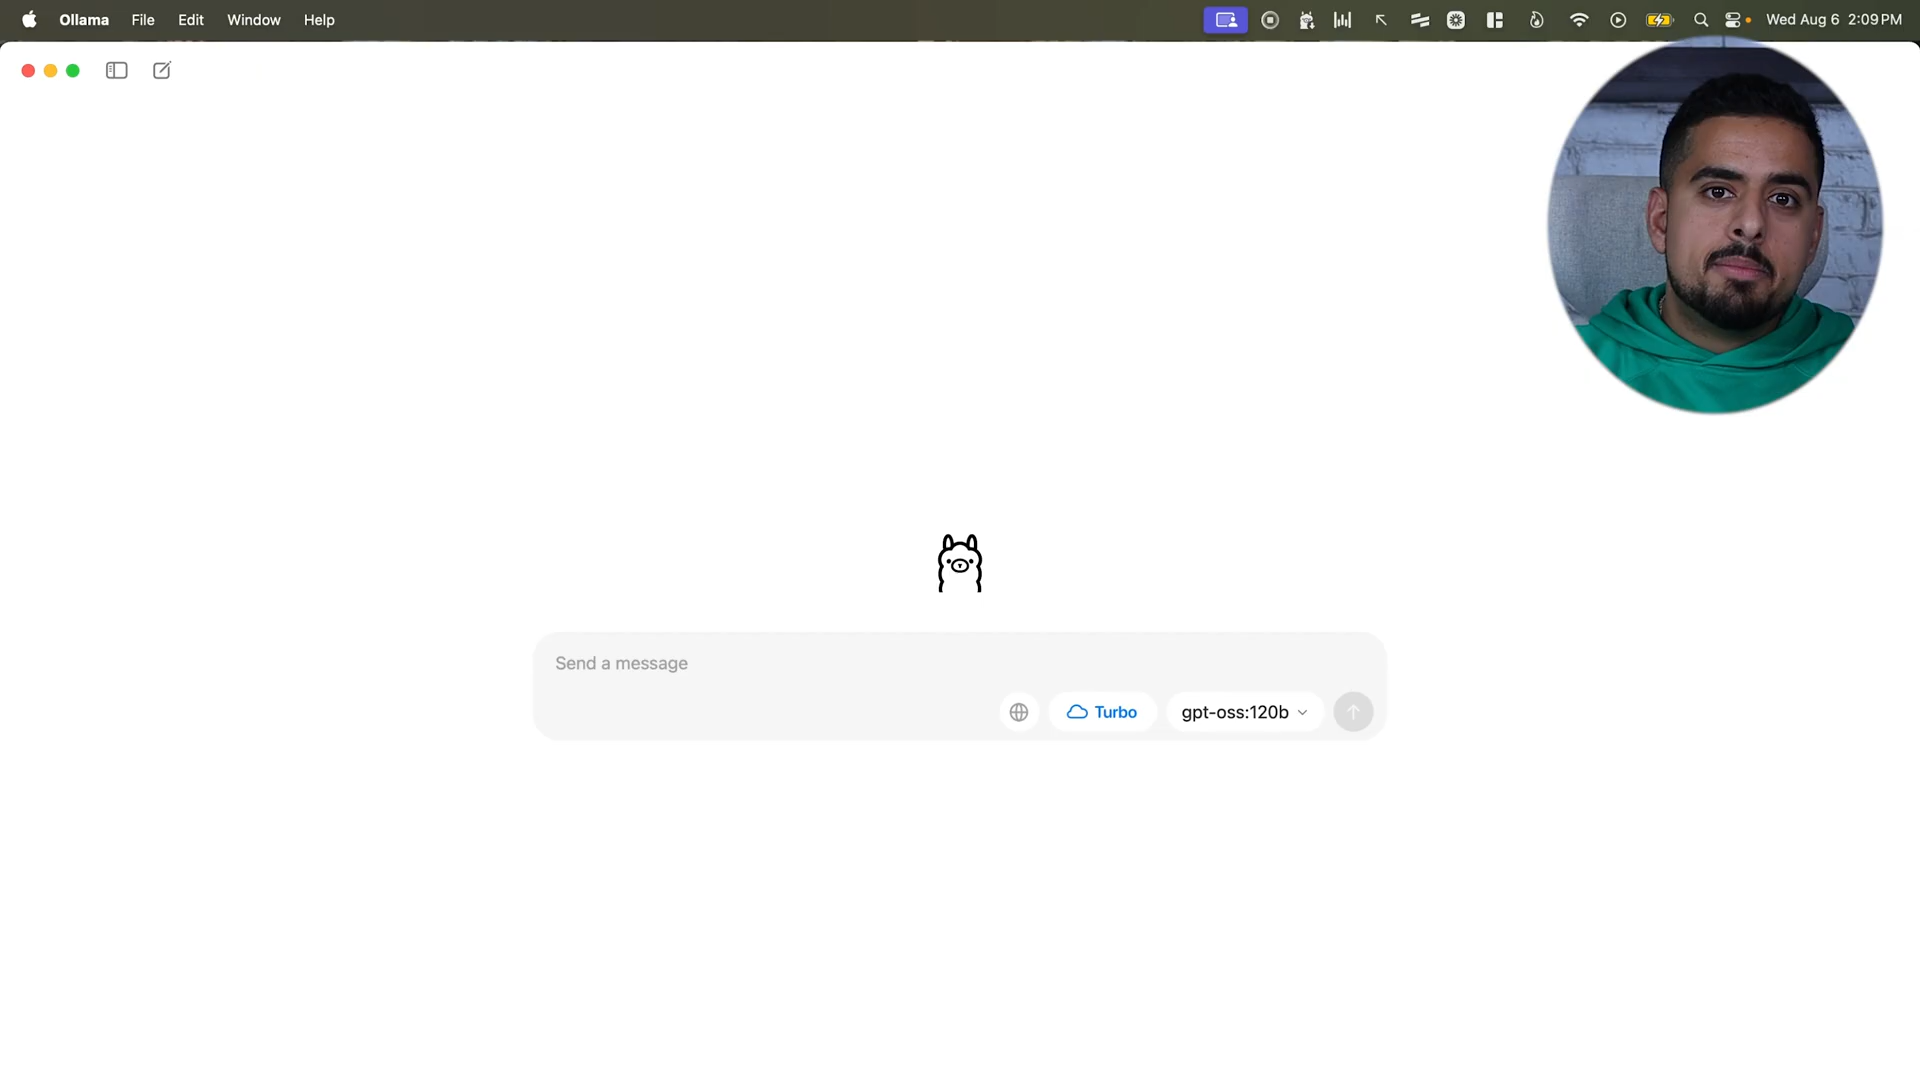 Ollama File Edit Window Help Wed Aug 6 2:09 PM
Send a message
Turbo gpt-oss:120b